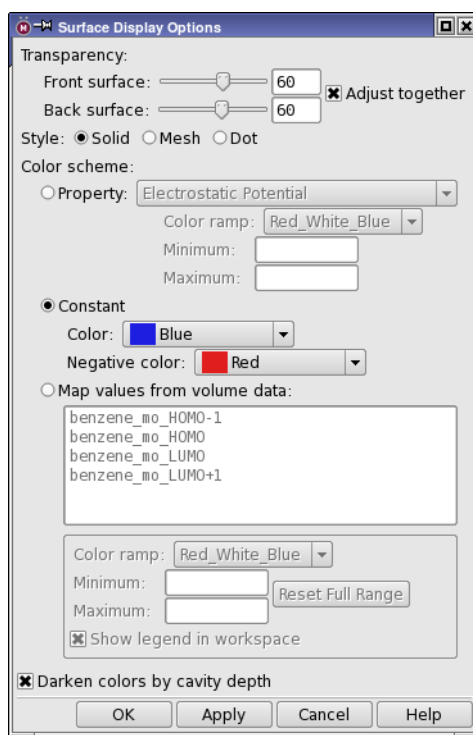 Surface Display Options
Transparency:
Front surface: 60
Adjust together
Back surface: 60
Style: Solid Mesh Dot
Color scheme:
Property: Electrostatic Potential
Color ramp: Red_White_Blue
Minimum:
Maximum:
Constant
Color: Blue
Negative color: Red
Map values from volume data:
benzene_mo_HOMO-1
benzene_mo_HOMO
benzene_mo_LUMO
benzene_mo_LUMO+1
Color ramp: Red_White_Blue
Minimum:
Reset Full Range
Maximum:
Show legend in workspace
Darken colors by cavity depth
OK Apply Cancel Help